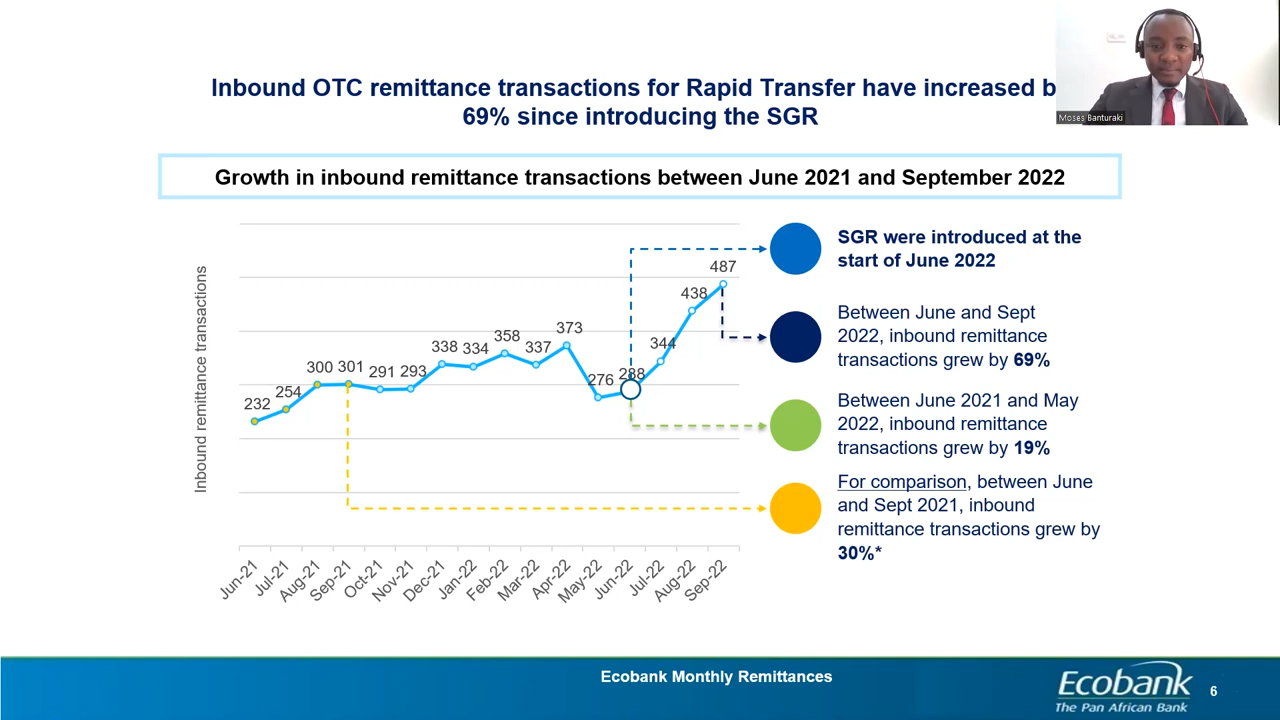 Inbound OTC remittance transactions for Rapid Transfer have increased
69% since introducing the SGR
Moses Banturaki
Growth in inbound remittance transactions between June 2021 and September 2022
Inbound remittance transactions
232
254
300
301
291
293
338
334
358
337
373
276
288
344
438
487
Jun-21
Jul-21
Aug-21
Sep-21
Oct-21
Nov-21
Dec-21
Jan-22
Feb-22
Mar-22
Apr-22
May-22
Jun-22
Jul-22
Aug-22
Sep-22
SGR were introduced at the
start of June 2022
Between June and Sept
2022, inbound remittance
transactions grew by 69%
Between June 2021 and May
2022, inbound remittance
transactions grew by 19%
For comparison, between June
and Sept 2021, inbound
remittance transactions grew by
30%*
Ecobank Monthly Remittances
Ecobank
The Pan African Bank
6